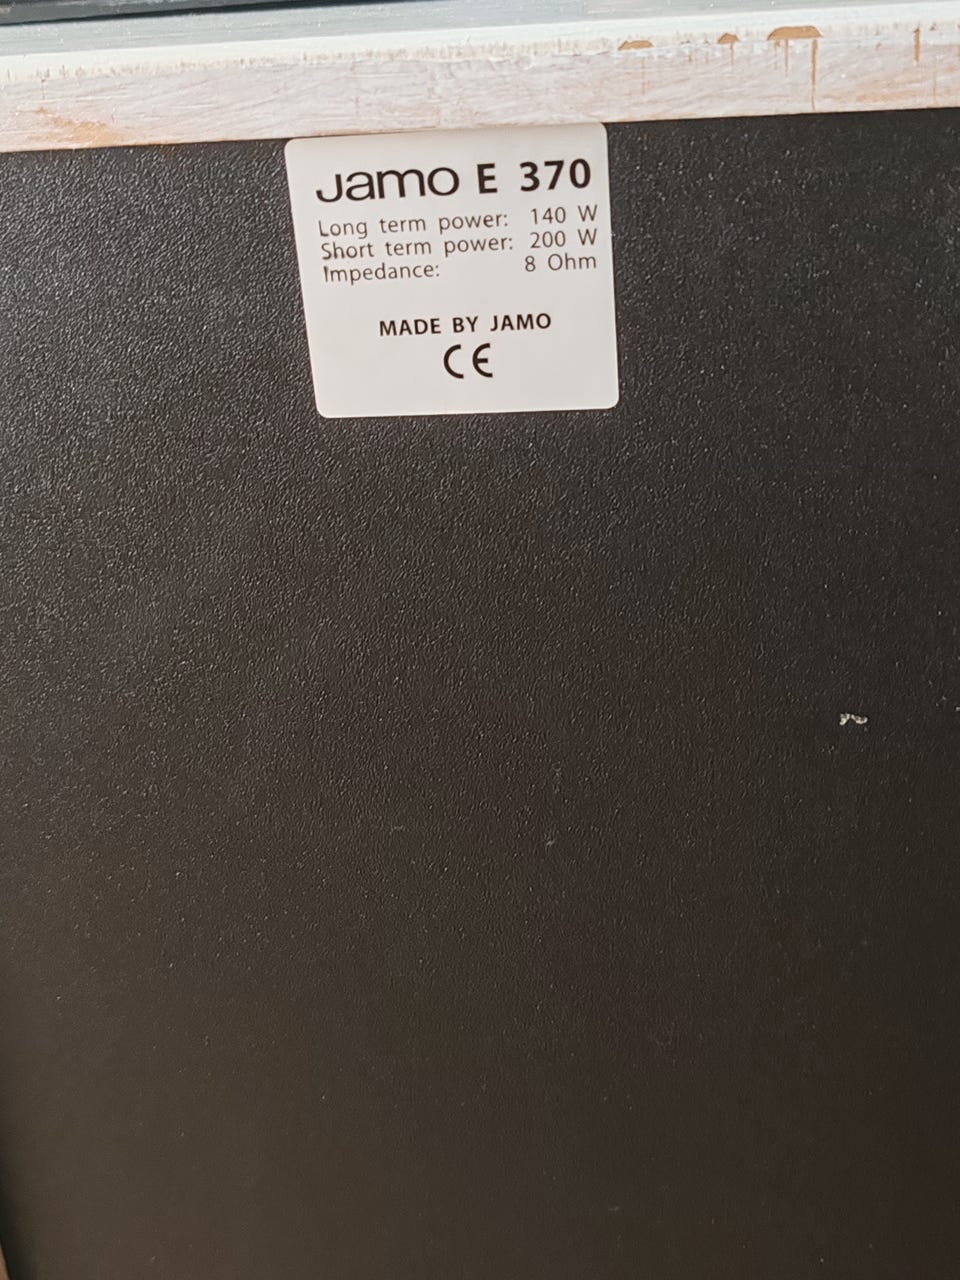 Jamo E 370
Long term power: 140 W
Short term power: 200 W
Impedance: 8 Ohm
MADE BY JAMO
CE